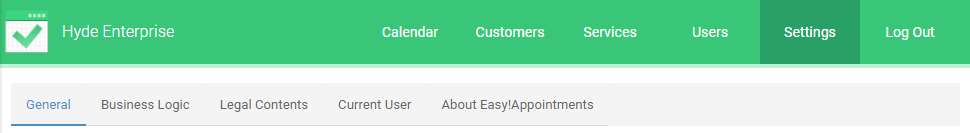 Hyde Enterprise Calendar Customers Services Users Settings Log Out
General Business Logic Legal Contents Current User About Easy!Appointments